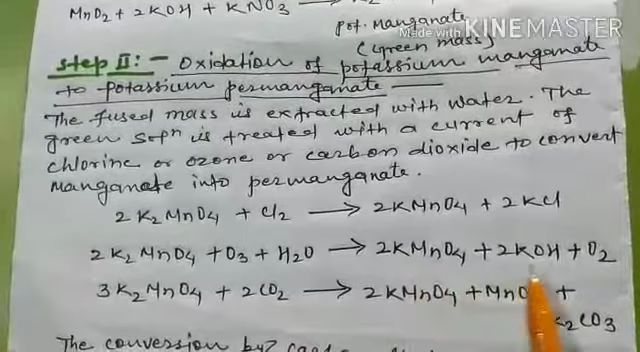 MnO2 + 2KOH + KNO3
pot. manganate
(Green mass)
Made with KINEMASTER
Step II: - Oxidation of potassium manganate
to potassium permanganate
The fused mass is extracted with water. The
green Solⁿ is treated with a current of
chlorine or ozone or carbon dioxide to convert
manganate into permanganate.
2K2MnO4 + Cl2 → 2KMnO4 + 2KCl
2K2MnO4 + O3 + H2O → 2KMnO4 + 2KOH + O2
3K2MnO4 + 2CO2 → 2KMnO4 + MnO +
K2CO3
The conversion by